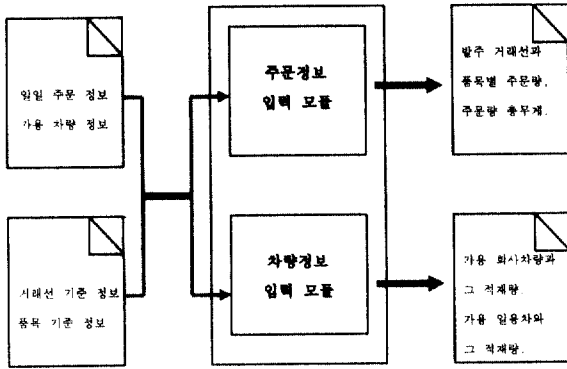 일일 주문 정보
가용 차량 정보
거래선 기준 정보
품목 기준 정보
주문정보
입력 모듈
차량정보
입력 모듈
발주 거래선과
품목별 주문량,
주문량 총무게.
가용 회사차량과
그 적재량.
가용 일용차와
그 적재량.